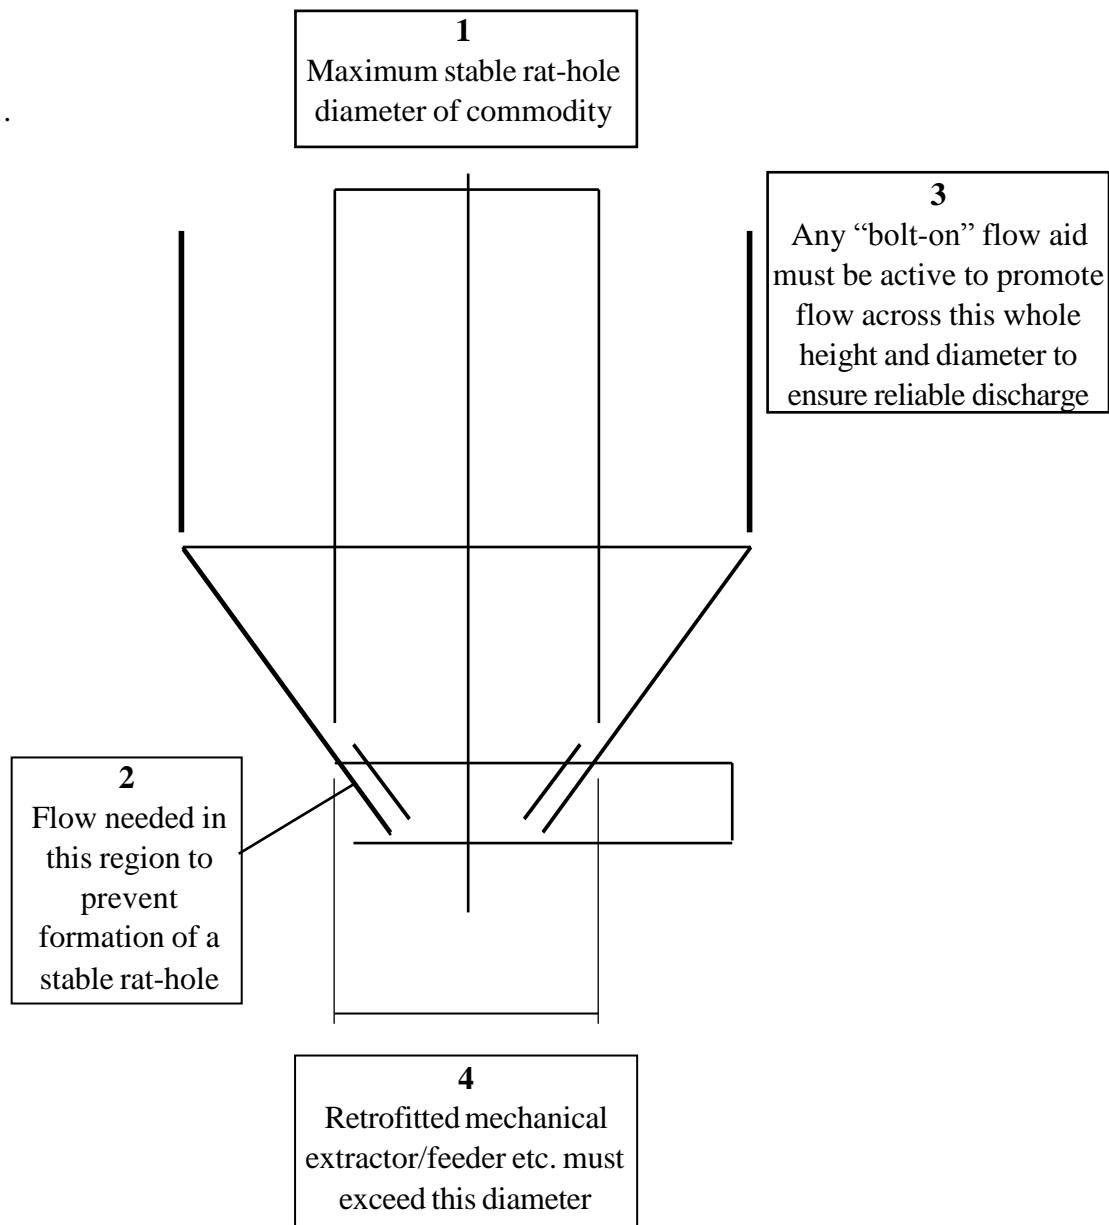 1
Maximum stable rat-hole
diameter of commodity
.
3
Any “bolt-on” flow aid
must be active to promote
flow across this whole
height and diameter to
ensure reliable discharge
2
Flow needed in
this region to
prevent
formation of a
stable rat-hole
4
Retrofitted mechanical
extractor/feeder etc. must
exceed this diameter